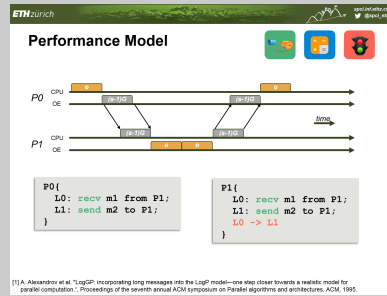 ETH zürich
spcl.inf.ethz.ch
@spcl_eth
Performance Model
o
o
P0
CPU
OE
(s-1)G
(s-1)G
time
(s-1)G
(s-1)G
P1
CPU
OE
o
o
P0{
L0: recv m1 from P1;
L1: send m2 to P1;
}
P1{
L0: recv m1 from P1;
L1: send m2 to P1;
L0 -> L1
}
[1] A. Alexandrov et al. "LogGP: incorporating long messages into the LogP model—one step closer towards a realistic model for
parallel computation.", Proceedings of the seventh annual ACM symposium on Parallel algorithms and architectures. ACM, 1995.